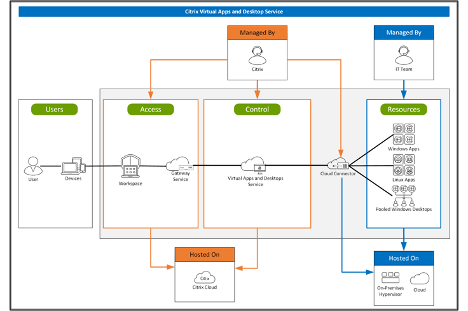 Citrix Virtual Apps and Desktop Service
Managed By
Citrix
Managed By
IT Team
Users
Access
Control
Resources
User
Devices
Workspace
Gateway
Service
Virtual Apps and Desktops
Service
Cloud Connector
Windows Apps
Linux Apps
Pooled Windows Desktops
Hosted On
Citrix
Citrix Cloud
Hosted On
On-Premises
Hypervisor
Cloud